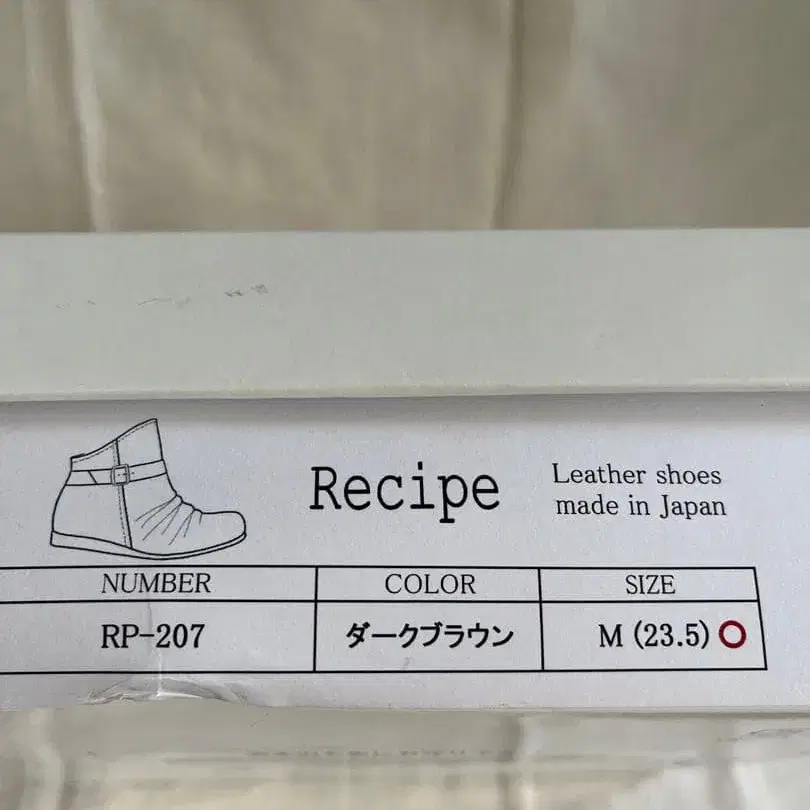 Recipe
Leather shoes
made in Japan
NUMBER COLOR SIZE
RP-207 ダークブラウン M (23.5)